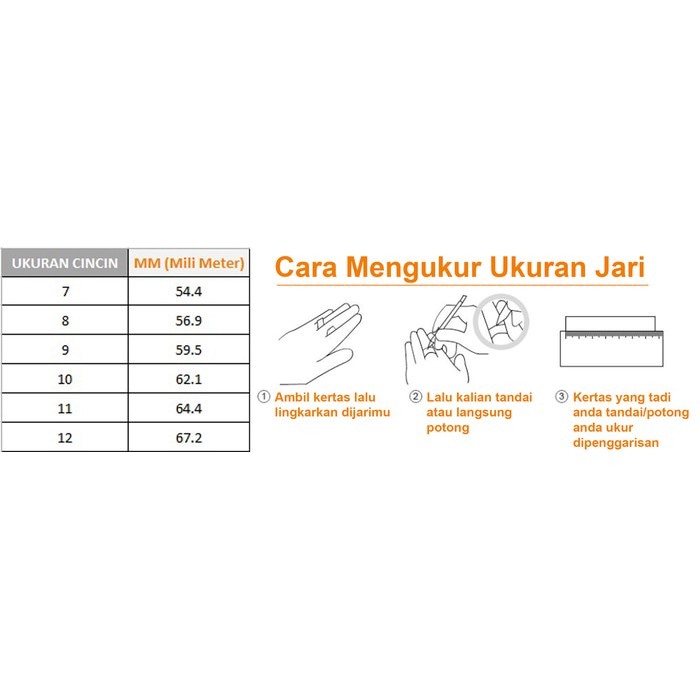 UKURAN CINCIN MM (Mili Meter)
7 54.4
8 56.9
9 59.5
10 62.1
11 64.4
12 67.2
Cara Mengukur Ukuran Jari
1 Ambil kertas lalu
lingkarkan dijarimu
2 Lalu kalian tandai
atau langsung
potong
3 Kertas yang tadi
anda tandai/potong
anda ukur
dipenggarisan